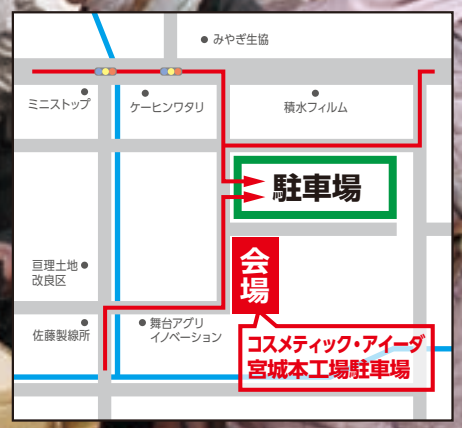 みやぎ生協
ミニストップ
ケーヒンワタリ
積水フィルム
駐車場
亘理土地
改良区
会場
佐藤製線所
舞台アグリ
イノベーション
コスメティック・アイーダ
宮城本工場駐車場